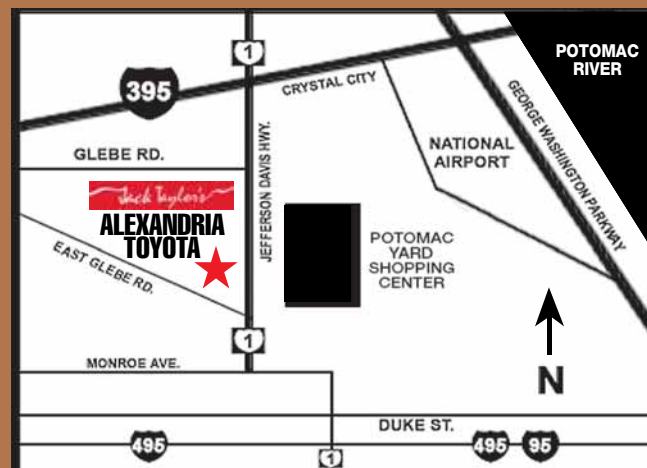 1
POTOMAC
RIVER
395
CRYSTAL CITY
GEORGE WASHINGTON PARKWAY
GLEBE RD.
JEFFERSON DAVIS HWY.
NATIONAL
AIRPORT
Jack Taylor's
ALEXANDRIA
TOYOTA
EAST GLEBE RD.
POTOMAC
YARD
SHOPPING
CENTER
1
MONROE AVE.
N
DUKE ST.
495
1
495
95